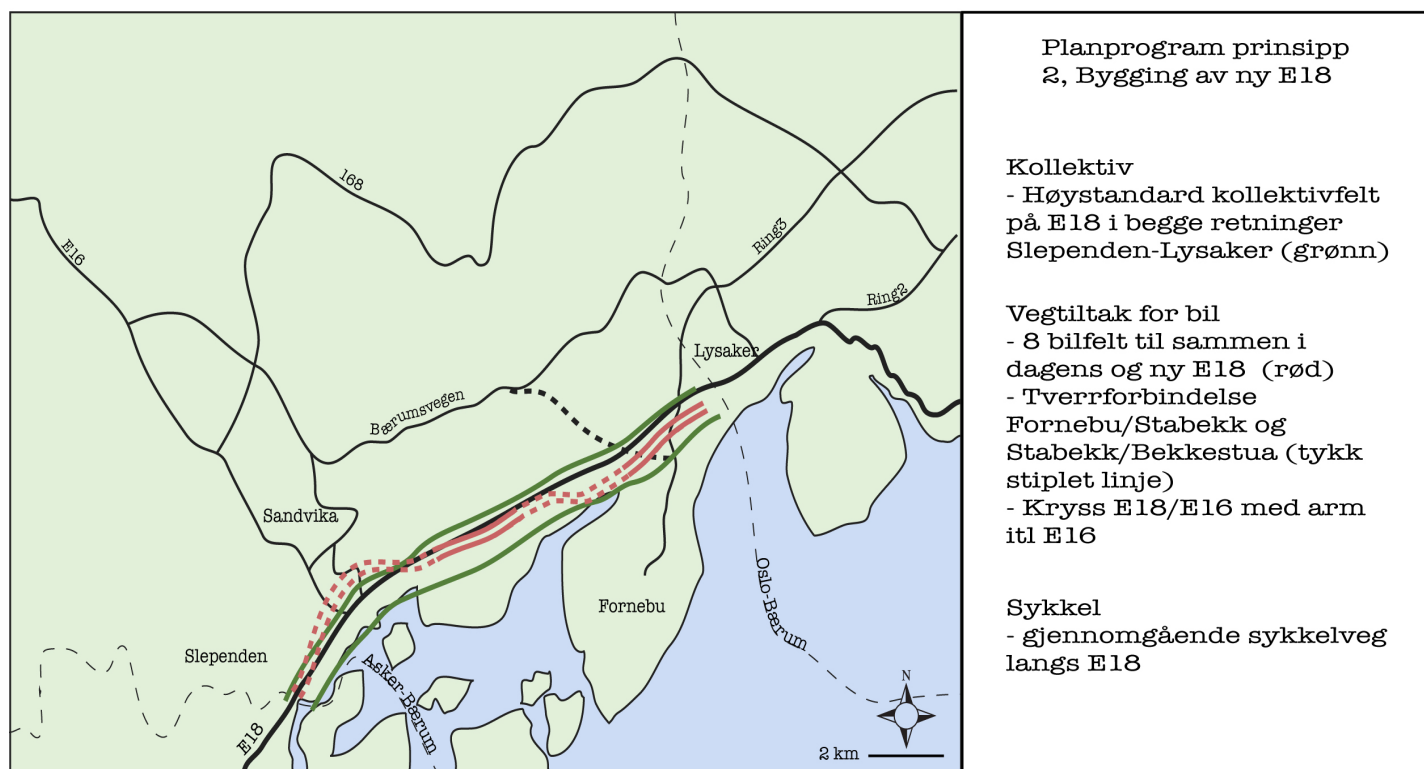 Planprogram prinsipp
2, Bygging av ny E18
Kollektiv
- Høystandard kollektivfelt
på E18 i begge retninger
Slependen-Lysaker (grønn)
Vegtiltak for bil
- 8 bilfelt til sammen i
dagens og ny E18 (rød)
- Tverrforbindelse
Fornebu/Stabekk og
Stabekk/Bekkestua (tykk
stiplet linje)
- Kryss E18/E16 med arm
itl E16
Sykkel
- gjennomgående sykkelveg
langs E18
168
E16
Ring3
Ring2
Lysaker
Bærumsvegen
Sandvika
Fornebu
Oslo-Bærum
Slependen
Asker-Bærum
E18
N
2 km